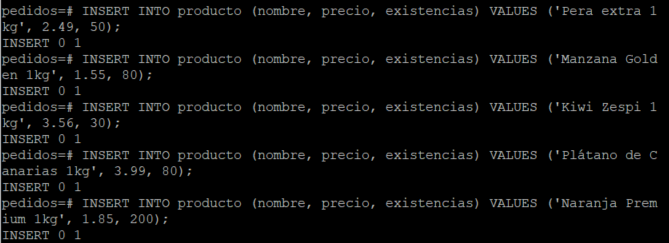 pedidos=# INSERT INTO producto (nombre, precio, existencias) VALUES ('Pera extra 1
kg', 2.49, 50);
INSERT 0 1
pedidos=# INSERT INTO producto (nombre, precio, existencias) VALUES ('Manzana Gold
en 1kg', 1.55, 80);
INSERT 0 1
pedidos=# INSERT INTO producto (nombre, precio, existencias) VALUES ('Kiwi Zespi 1
kg', 3.56, 30);
INSERT 0 1
pedidos=# INSERT INTO producto (nombre, precio, existencias) VALUES ('Plátano de C
anarias 1kg', 3.99, 80);
INSERT 0 1
pedidos=# INSERT INTO producto (nombre, precio, existencias) VALUES ('Naranja Prem
ium 1kg', 1.85, 200);
INSERT 0 1